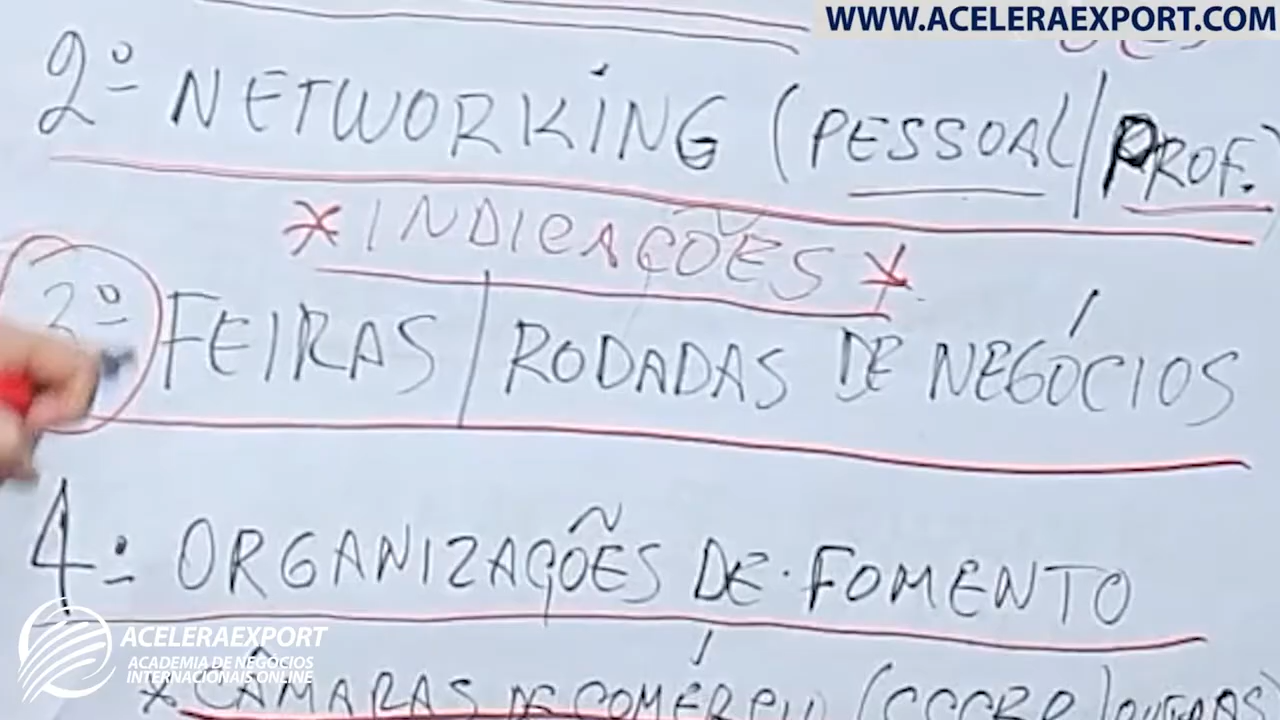 WWW.ACELERAEXPORT.COM
2º NETWORKING (PESSOAL/PROF.)
* INDICAÇÕES *
3º FEIRAS | RODADAS DE NEGÓCIOS
4º ORGANIZAÇÕES DE FOMENTO
ACELERAEXPORT
ACADEMIA DE NEGÓCIOS
INTERNACIONAIS ONLINE
* CÂMARAS DE COMÉRCIO